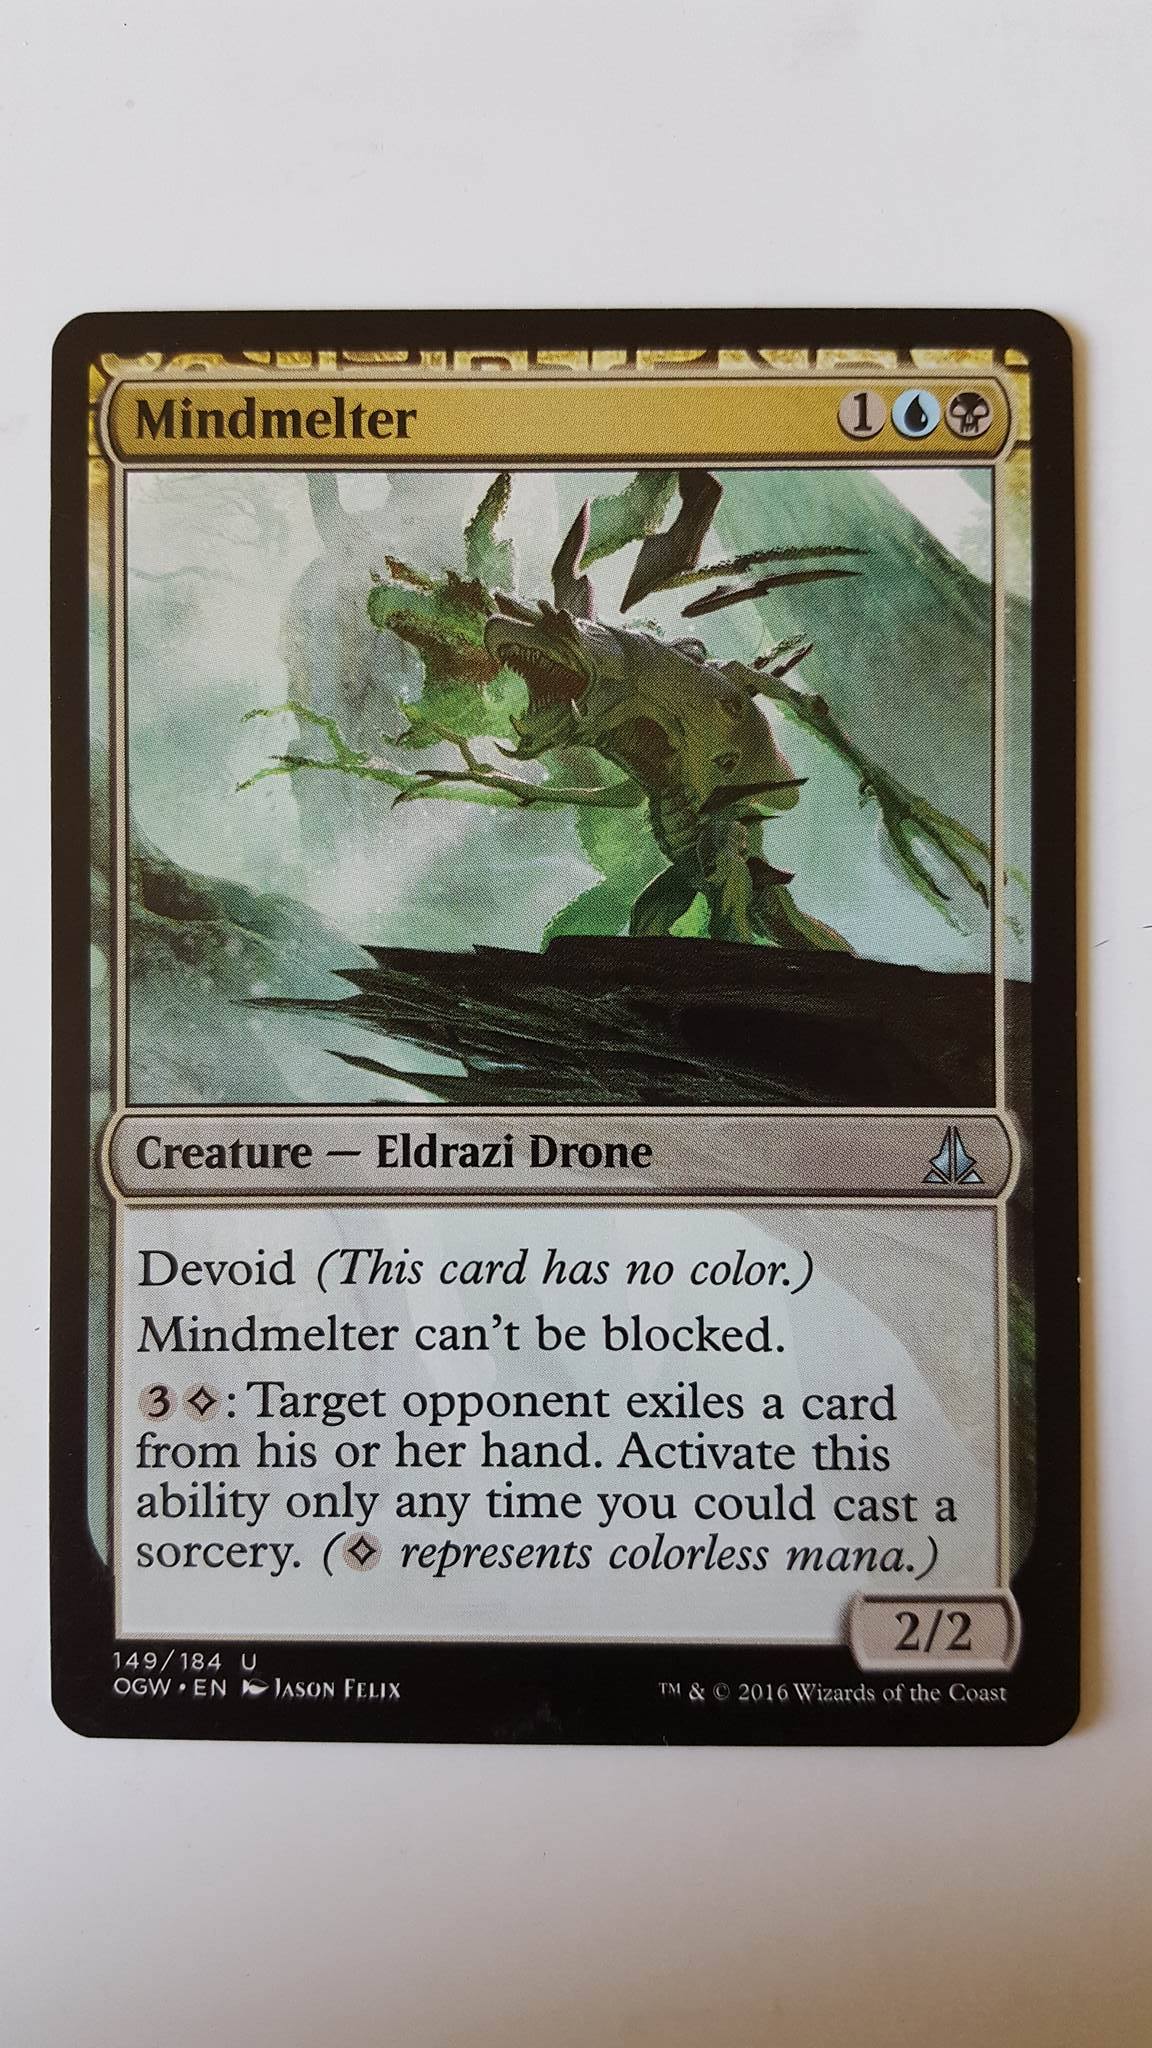 Mindmelter 1
Creature — Eldrazi Drone
Devoid (This card has no color.)
Mindmelter can't be blocked.
3: Target opponent exiles a card
from his or her hand. Activate this
ability only any time you could cast a
sorcery. ( represents colorless mana.)
2/2
149/184 U
OGW • EN Jason Felix
™ & © 2016 Wizards of the Coast